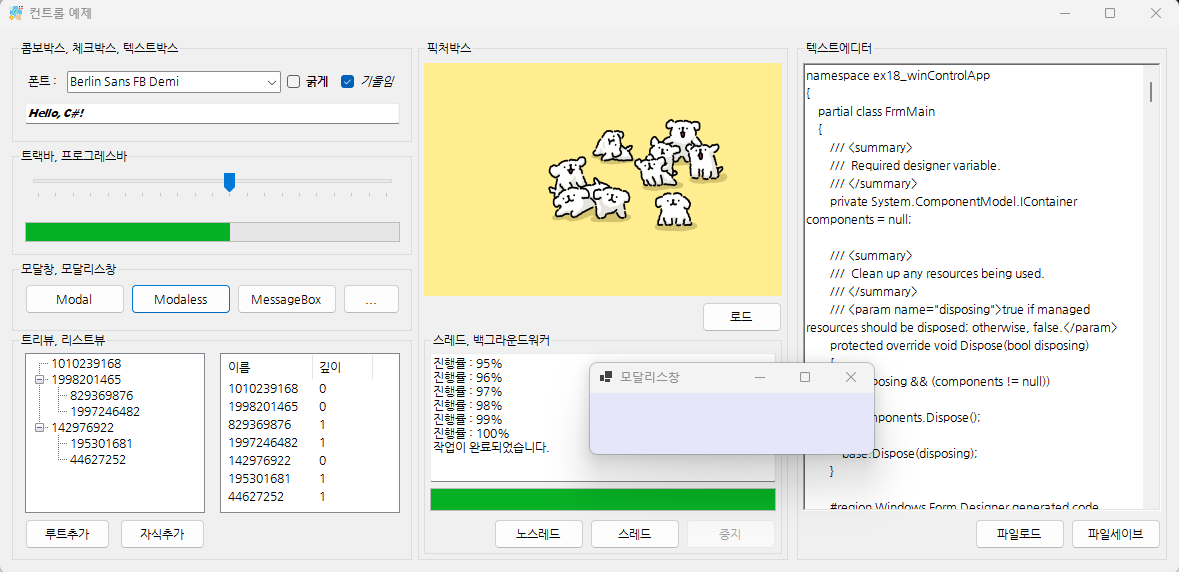 컨트롤 예제
콤보박스, 체크박스, 텍스트박스
폰트 :
Berlin Sans FB Demi
굵게
기울임
Hello, C#!
트랙바, 프로그레스바
모달창, 모달리스창
Modal
Modaless
MessageBox
...
트리뷰, 리스트뷰
1010239168
1998201465
829369876
1997246482
142976922
195301681
44627252
이름 깊이
1010239168 0
1998201465 0
829369876 1
1997246482 1
142976922 0
195301681 1
44627252 1
루트추가
자식추가
픽처박스
로드
스레드, 백그라운드워커
진행률 : 95%
진행률 : 96%
진행률 : 97%
진행률 : 98%
진행률 : 99%
진행률 : 100%
작업이 완료되었습니다.
노스레드
스레드
중지
모달리스창
텍스트에디터
namespace ex18_winControlApp
{
partial class FrmMain
{
/// <summary>
/// Required designer variable.
/// </summary>
private System.ComponentModel.IContainer
components = null;
/// <summary>
/// Clean up any resources being used.
/// </summary>
/// <param name="disposing">true if managed
resources should be disposed; otherwise, false.</param>
protected override void Dispose(bool disposing)
posing && (components != null))
mponents.Dispose();
base.Dispose(disposing);
}
#region Windows Form Designer generated code
파일로드
파일세이브